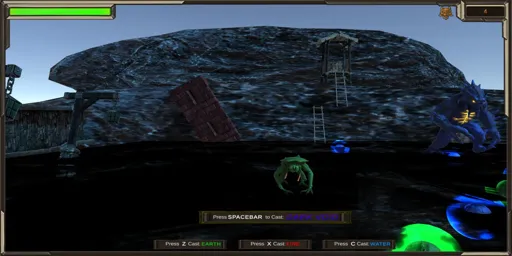 Press SPACEBAR to Cast:
Press Z Cast: EARTH
Press X Cast: FIRE
Press C Cast: WATER